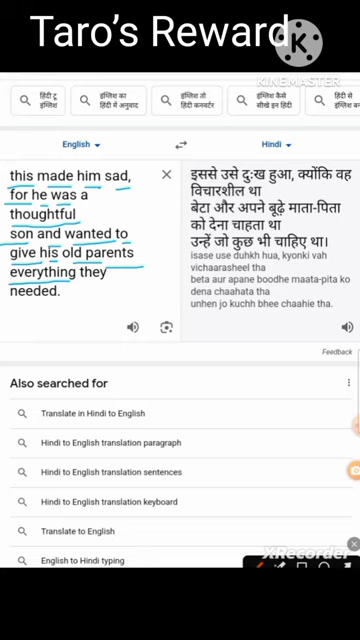 Taro's Reward
K
KINEMASTER
हिंदी टू
इंग्लिश
इंग्लिश का
हिंदी में अनुवाद
इंग्लिश तो
हिंदी कनवर्टर
इंग्लिश कैसे
सीखे इन हिंदी
हिंदी से
इंग्लिश
English
Hindi
this made him sad,
for he was a
thoughtful
son and wanted to
give his old parents
everything they
needed.
इससे उसे दुःख हुआ, क्योंकि वह
विचारशील था
बेटा और अपने बूढ़े माता-पिता
को देना चाहता था
उन्हें जो कुछ भी चाहिए था।
isase use duhkh hua, kyonki vah
vichaarasheel tha
beta aur apane boodhe maata-pita ko
dena chaahata tha
unhen jo kuchh bhee chaahie tha.
Feedback
Also searched for
Translate in Hindi to English
Hindi to English translation paragraph
Hindi to English translation sentences
Hindi to English translation keyboard
Translate to English
English to Hindi typing
XRecorder